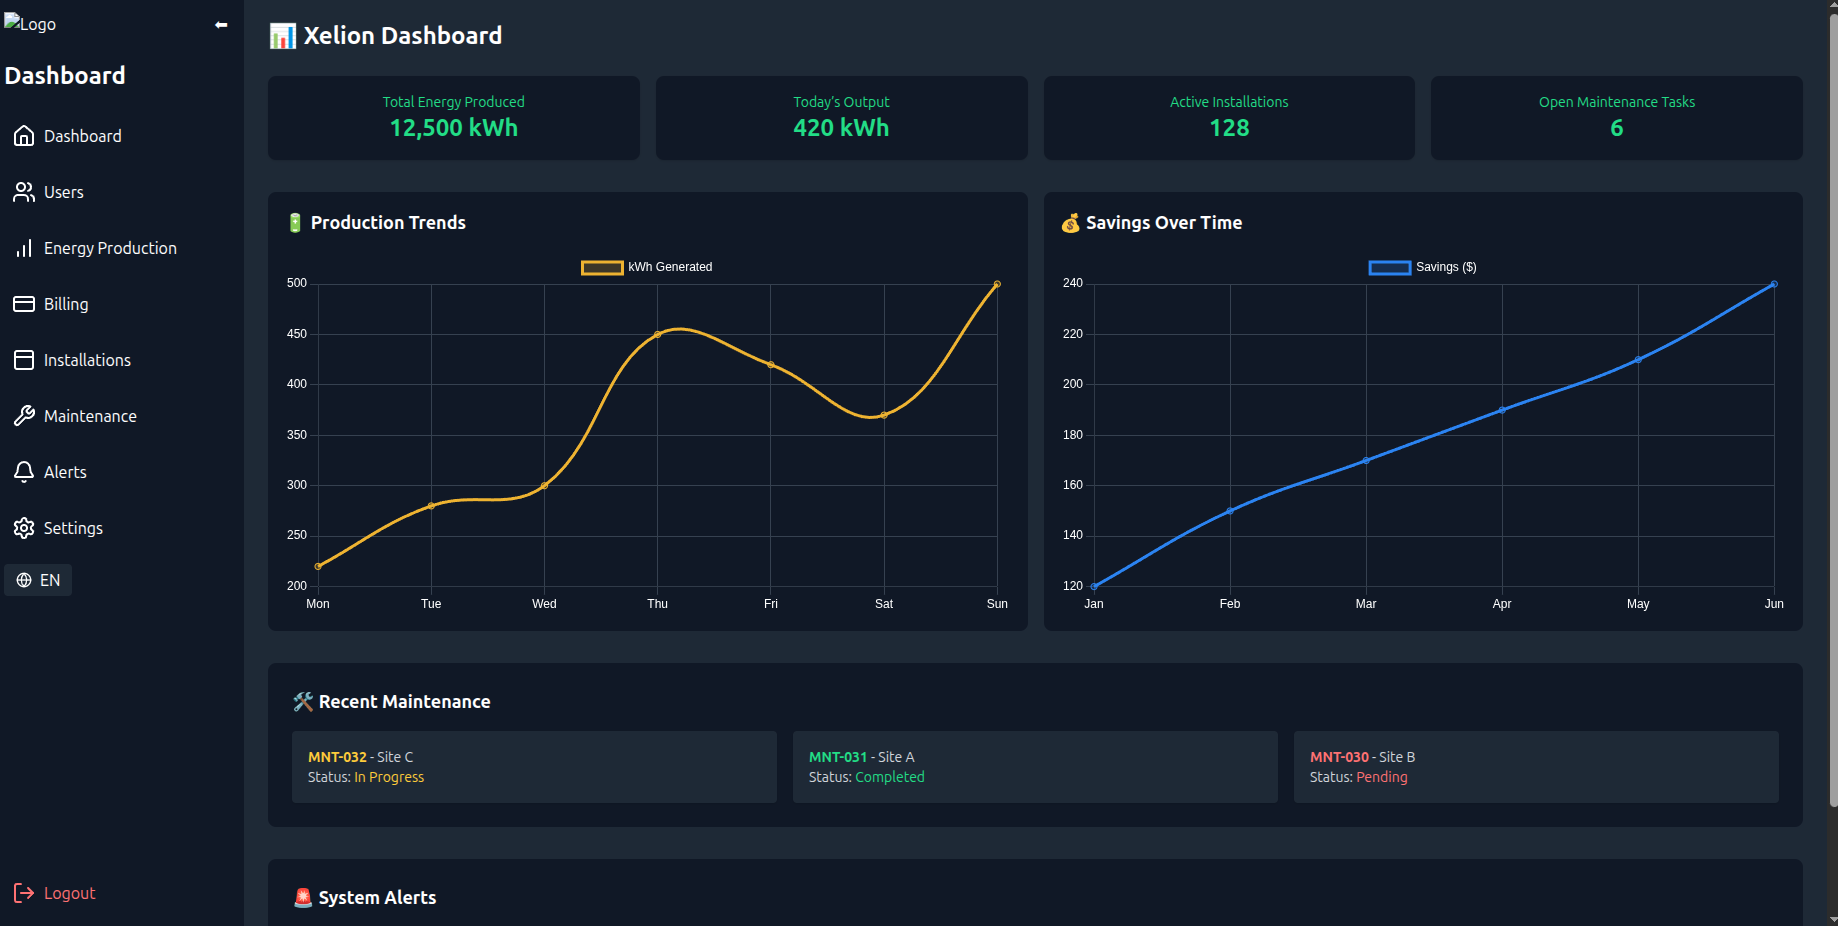 Logo
Dashboard
Dashboard
Users
Energy Production
Billing
Installations
Maintenance
Alerts
Settings
EN
Logout
Xelion Dashboard
Total Energy Produced
12,500 kWh
Today's Output
420 kWh
Active Installations
128
Open Maintenance Tasks
6
Production Trends
kWh Generated
500
450
400
350
300
250
200
Mon Tue Wed Thu Fri Sat Sun
Savings Over Time
Savings ($)
240
220
200
180
160
140
120
Jan Feb Mar Apr May Jun
Recent Maintenance
MNT-032 - Site C
Status: In Progress
MNT-031 - Site A
Status: Completed
MNT-030 - Site B
Status: Pending
System Alerts